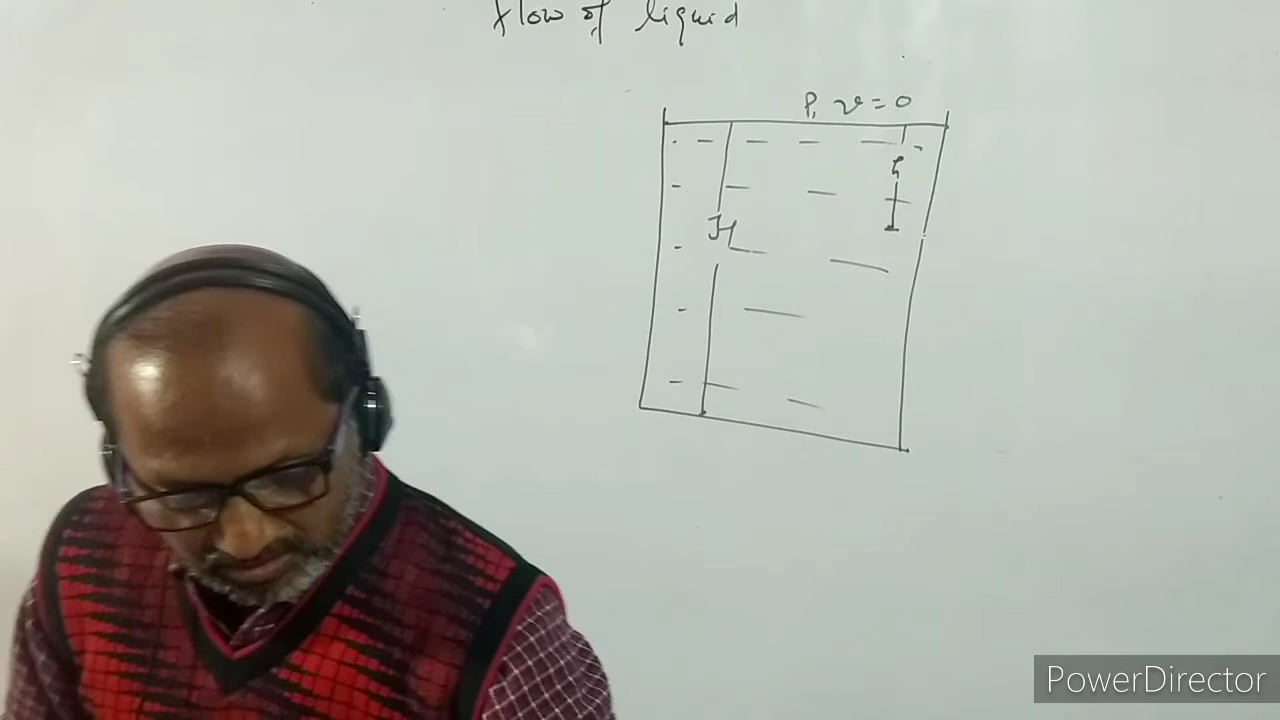 flow of liquid
P, v = 0
h
H
PowerDirector